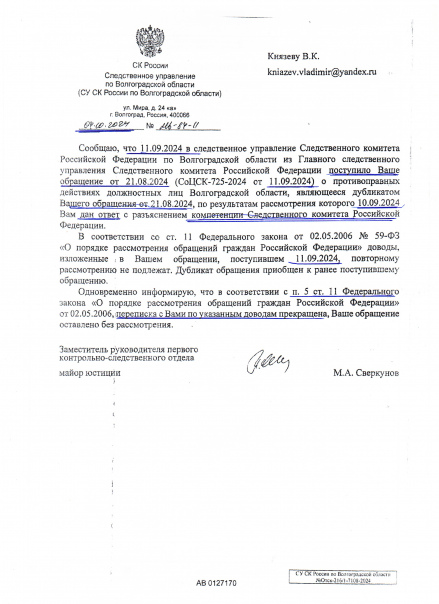 СК России
Следственное управление
по Волгоградской области
(СУ СК России по Волгоградской области)
ул. Мира, д. 24 «а»
г. Волгоград, Россия, 400066
04.10.2024 №
Князеву В.К.
kniazev.vladimir@yandex.ru
Сообщаю, что 11.09.2024 в следственное управление Следственного комитета
Российской Федерации по Волгоградской области из Главного следственного
управления Следственного комитета Российской Федерации поступило Ваше
обращение от 21.08.2024 (СоЦСК-725-2024 от 11.09.2024) о противоправных
действиях должностных лиц Волгоградской области, являющееся дубликатом
Вашего обращения от 21.08.2024, по результатам рассмотрения которого 10.09.2024
Вам дан ответ с разъяснением компетенции Следственного комитета Российской
Федерации.
В соответствии со ст. 11 Федерального закона от 02.05.2006 № 59-ФЗ
«О порядке рассмотрения обращений граждан Российской Федерации» доводы,
изложенные в Вашем обращении, поступившем 11.09.2024, повторному
рассмотрению не подлежат. Дубликат обращения приобщен к ранее поступившему
обращению.
Одновременно информирую, что в соответствии с п. 5 ст. 11 Федерального
закона «О порядке рассмотрения обращений граждан Российской Федерации»
от 02.05.2006, переписка с Вами по указанным доводам прекращена, Ваше обращение
оставлено без рассмотрения.
Заместитель руководителя первого
контрольно-следственного отдела
майор юстиции М.А. Сверкунов
АВ 0127170
СУ СК России по Волгоградской области